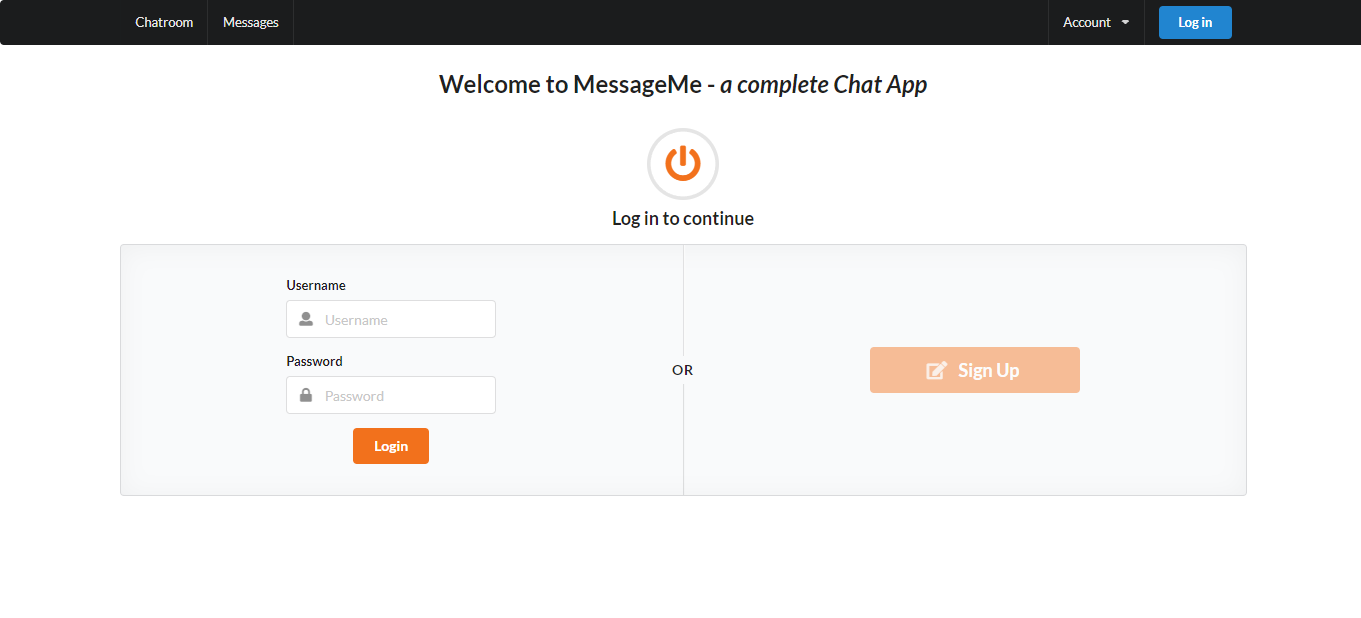 Chatroom Messages Account Log in
Welcome to MessageMe - a complete Chat App
Log in to continue
Username
Username
Password
Password
Login
OR
Sign Up